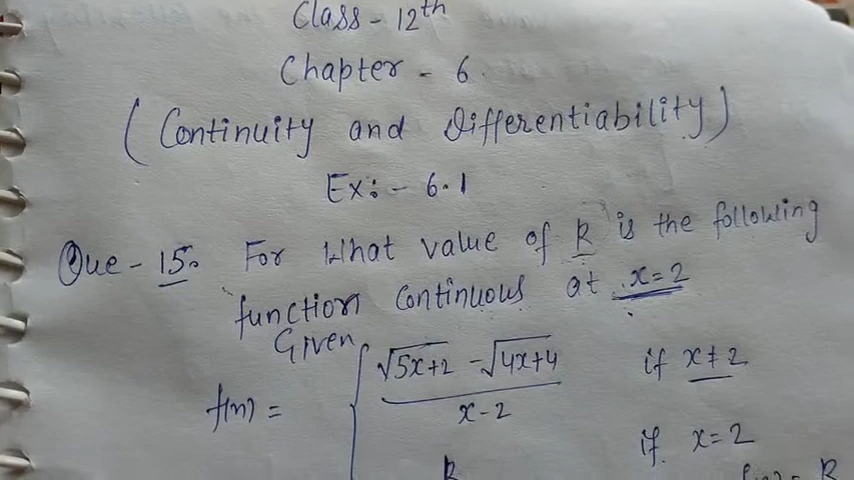 Class - 12th
Chapter - 6
(Continuity and Differentiability)
Ex:- 6.1
Que - 15. For What value of k is the following
function continuous at x=2
Given
f(n) = { √5x+2 - √4x+4 / x-2 if x≠2
k if x=2